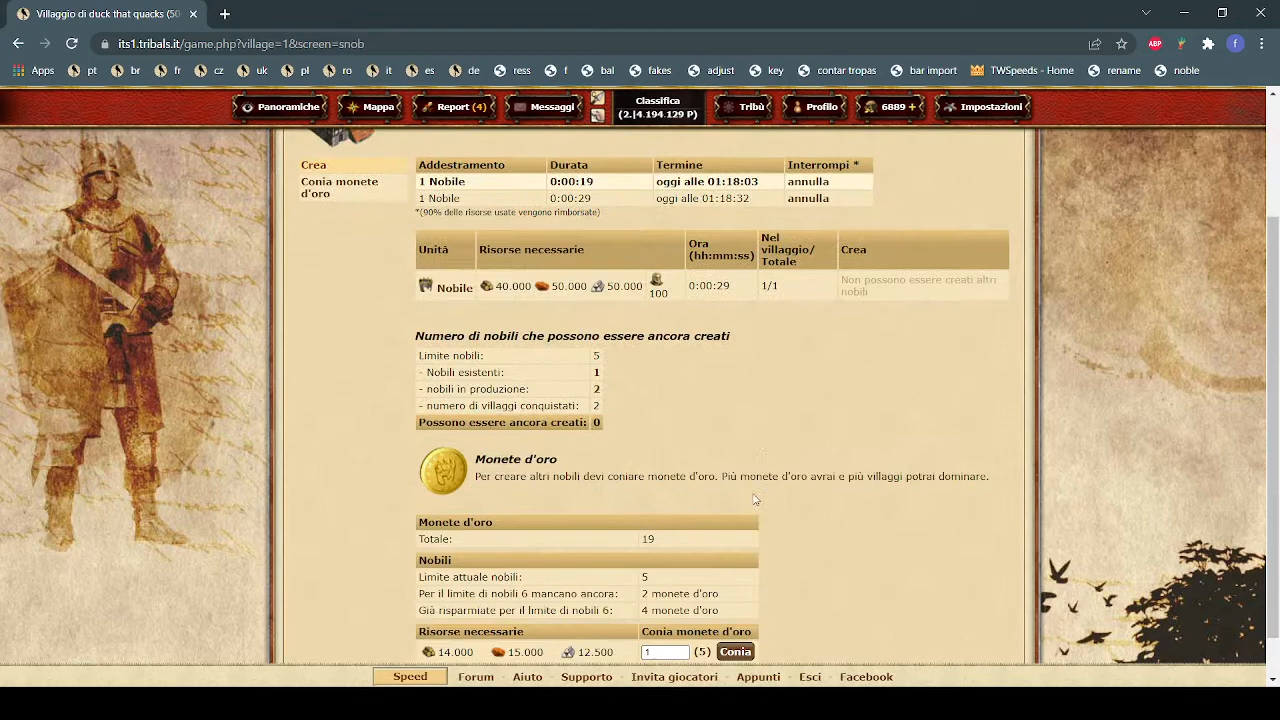 Villaggio di duck that quacks (50
its1.tribals.it/game.php?village=1&screen=snob
Apps pt br fr cz uk pl ro it es de ress f bal fakes adjust key contar tropas bar import TWSpeeds - Home rename noble
ABP f
Panoramiche Mappa Report (4) Messaggi Classifica (2.|4.194.129 P) Tribù Profilo 6889 + Impostazioni
Crea
Conia monete
d'oro
Addestramento Durata Termine Interrompi *
1 Nobile 0:00:19 oggi alle 01:18:03 annulla
1 Nobile 0:00:29 oggi alle 01:18:32 annulla
*(90% delle risorse usate vengono rimborsate)
Unità Risorse necessarie Ora (hh:mm:ss) Nel villaggio/ Totale Crea
Nobile 40.000 50.000 50.000 100 0:00:29 1/1 Non possono essere creati altri nobili
Numero di nobili che possono essere ancora creati
Limite nobili: 5
- Nobili esistenti: 1
- nobili in produzione: 2
- numero di villaggi conquistati: 2
Possono essere ancora creati: 0
Monete d'oro
Per creare altri nobili devi coniare monete d'oro. Più monete d'oro avrai e più villaggi potrai dominare.
Monete d'oro
Totale: 19
Nobili
Limite attuale nobili: 5
Per il limite di nobili 6 mancano ancora: 2 monete d'oro
Già risparmiate per il limite di nobili 6: 4 monete d'oro
Risorse necessarie Conia monete d'oro
14.000 15.000 12.500 1 (5) Conia
Speed Forum - Aiuto - Supporto - Invita giocatori - Appunti - Esci - Facebook